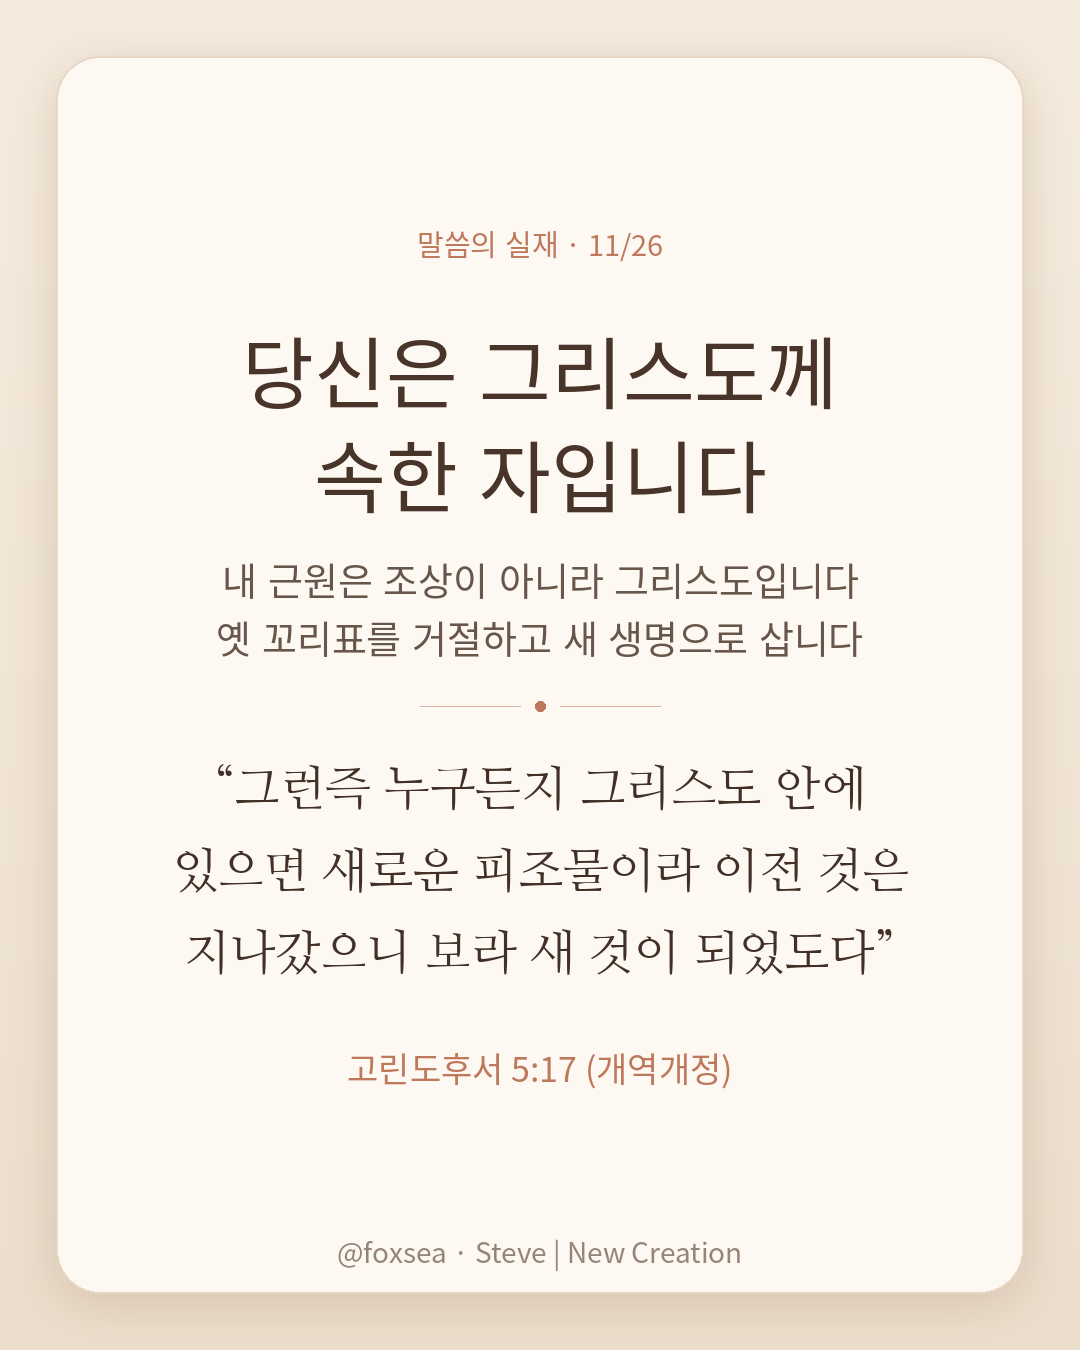 말씀의 실재 · 11/26
당신은 그리스도께
속한 자입니다
내 근원은 조상이 아니라 그리스도입니다
옛 꼬리표를 거절하고 새 생명으로 삽니다
“그런즉 누구든지 그리스도 안에
있으면 새로운 피조물이라 이전 것은
지나갔으니 보라 새 것이 되었도다”
고린도후서 5:17 (개역개정)
@foxsea · Steve | New Creation